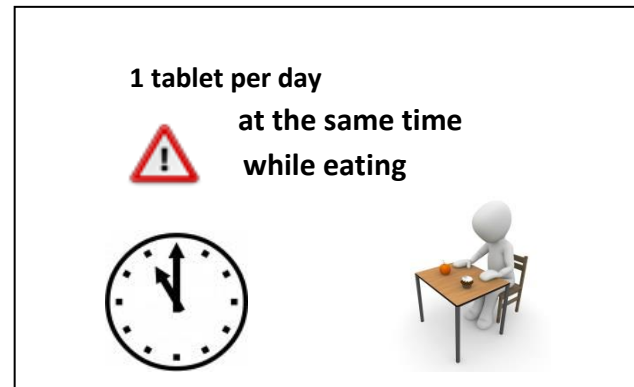 1 tablet per day
at the same time
while eating